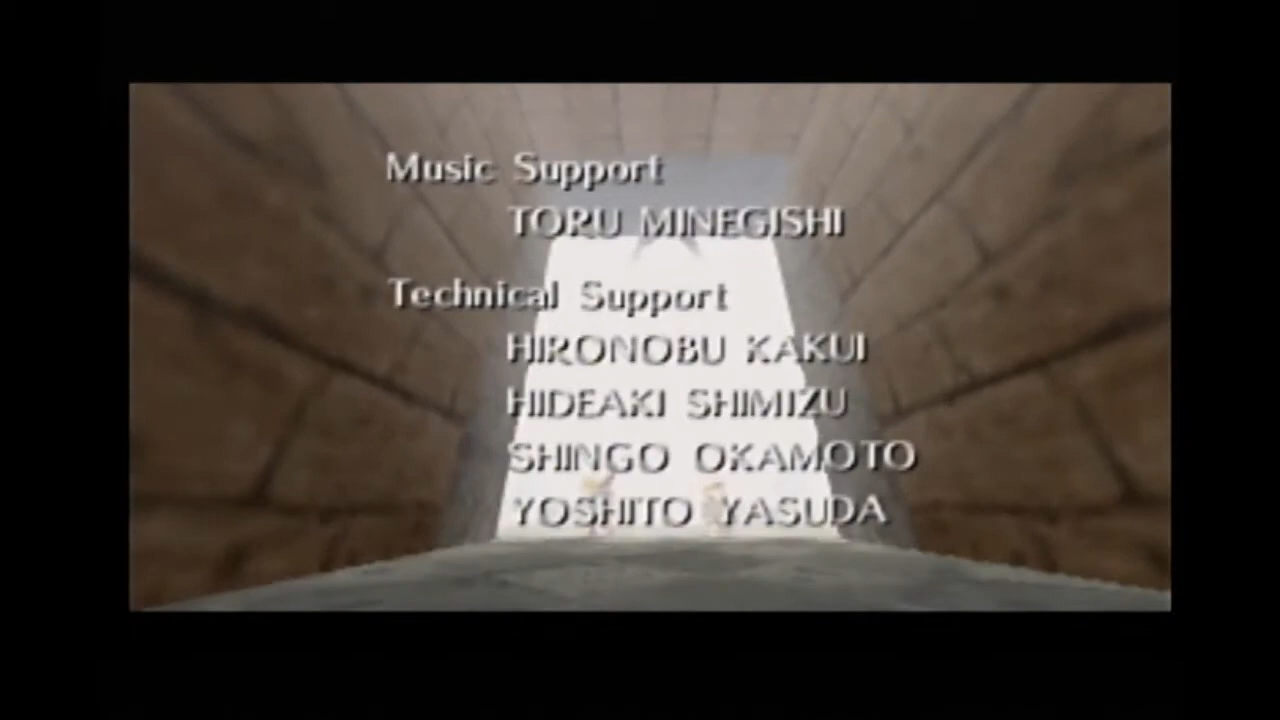 Music Support
TORU MINEGISHI
Technical Support
HIRONOBU KAKUI
HIDEAKI SHIMIZU
SHINGO OKAMOTO
YOSHITO YASUDA